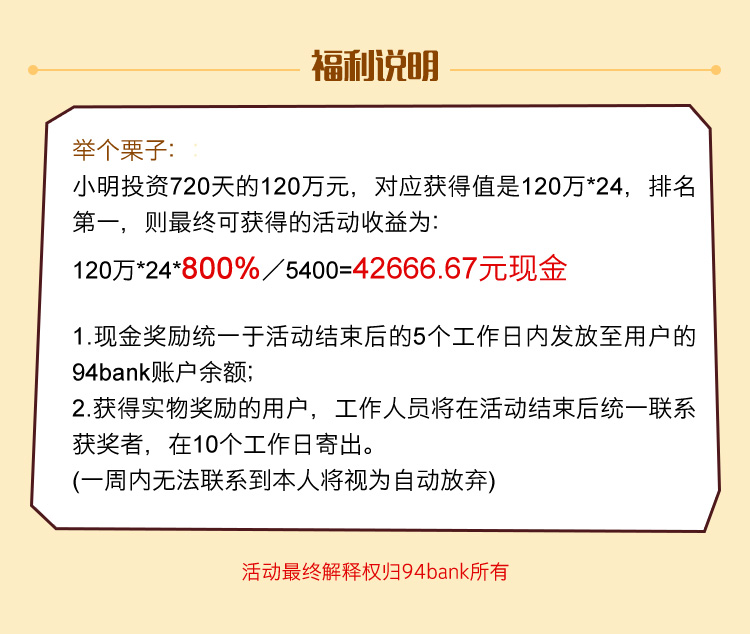 福利说明
举个栗子:
小明投资720天的120万元，对应获得值是120万*24，排名
第一，则最终可获得的活动收益为:
120万*24*800%／5400=42666.67元现金
1.现金奖励统一于活动结束后的5个工作日内发放至用户的
94bank账户余额;
2.获得实物奖励的用户，工作人员将在活动结束后统一联系
获奖者，在10个工作日寄出。
(一周内无法联系到本人将视为自动放弃)
活动最终解释权归94bank所有